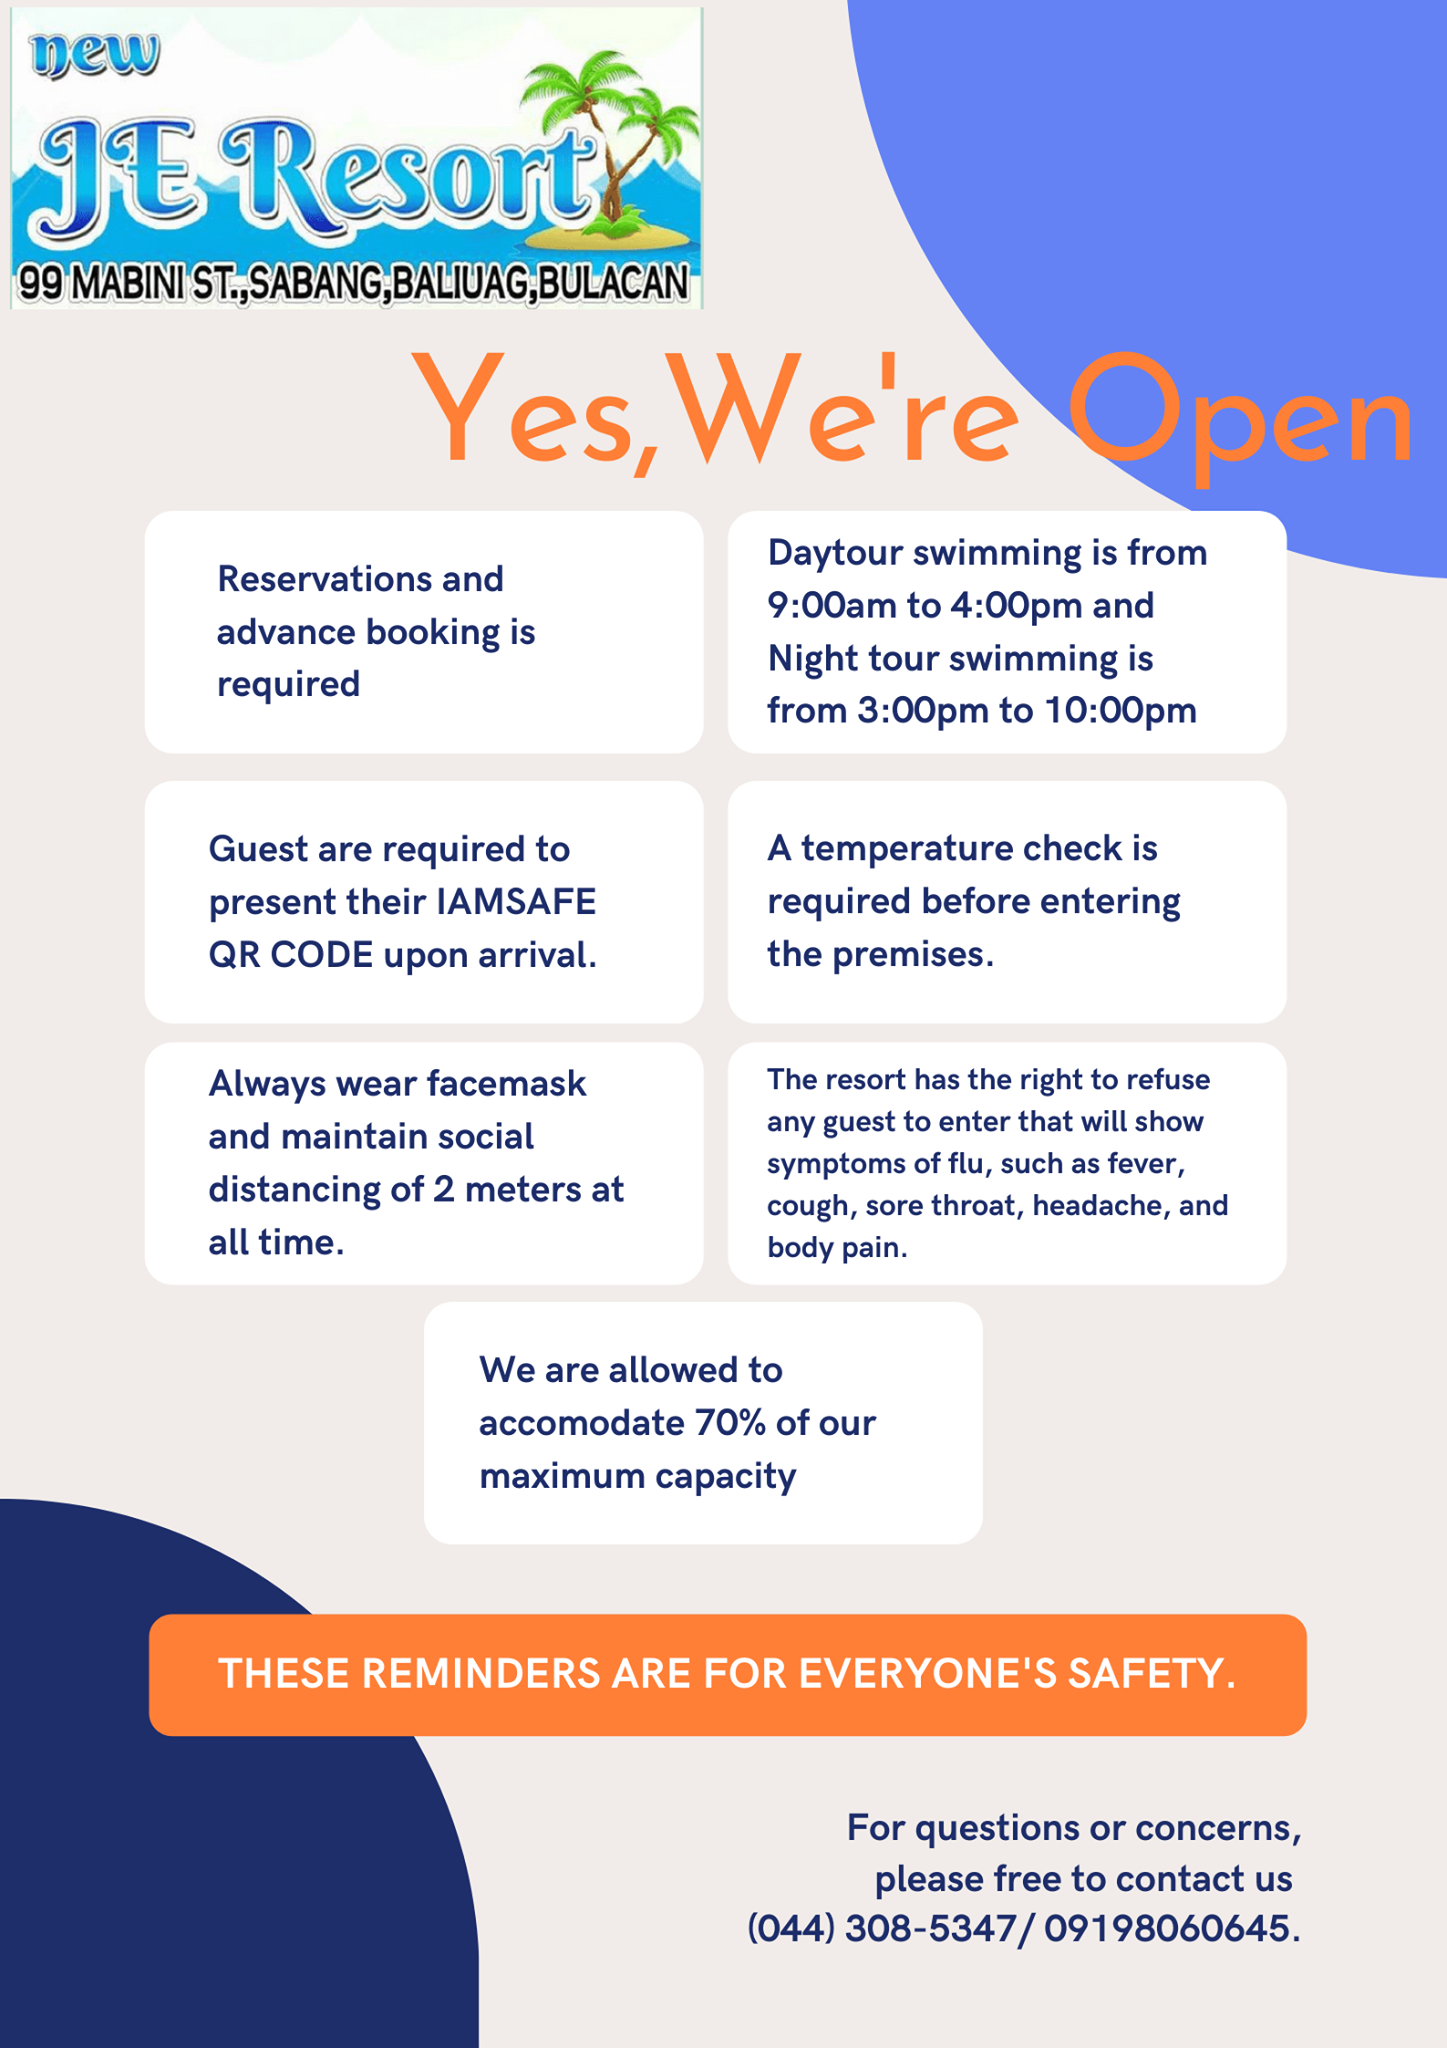 new
JE Resort
99 MABINI ST.,SABANG,BALIUAG,BULACAN
Yes,We're Open
Reservations and
advance booking is
required
Daytour swimming is from
9:00am to 4:00pm and
Night tour swimming is
from 3:00pm to 10:00pm
Guest are required to
present their IAMSAFE
QR CODE upon arrival.
A temperature check is
required before entering
the premises.
Always wear facemask
and maintain social
distancing of 2 meters at
all time.
The resort has the right to refuse
any guest to enter that will show
symptoms of flu, such as fever,
cough, sore throat, headache, and
body pain.
We are allowed to
accomodate 70% of our
maximum capacity
THESE REMINDERS ARE FOR EVERYONE'S SAFETY.
For questions or concerns,
please free to contact us
(044) 308-5347/ 09198060645.